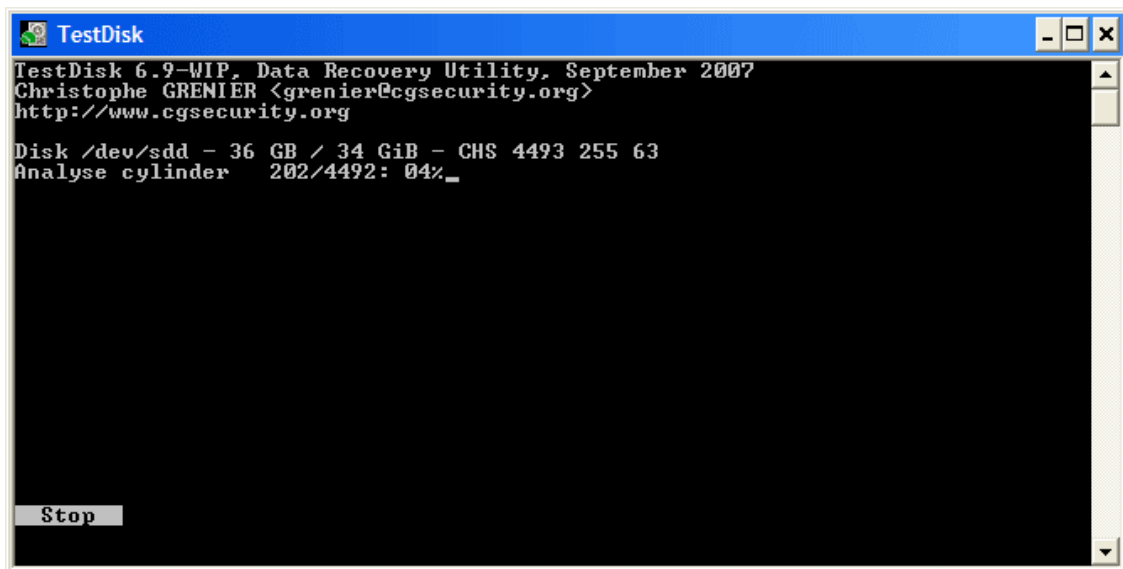 TestDisk
TestDisk 6.9-WIP, Data Recovery Utility, September 2007
Christophe GRENIER <grenier@cgsecurity.org>
http://www.cgsecurity.org
Disk /dev/sdd - 36 GB / 34 GiB - CHS 4493 255 63
Analyse cylinder   202/4492: 04%_
Stop